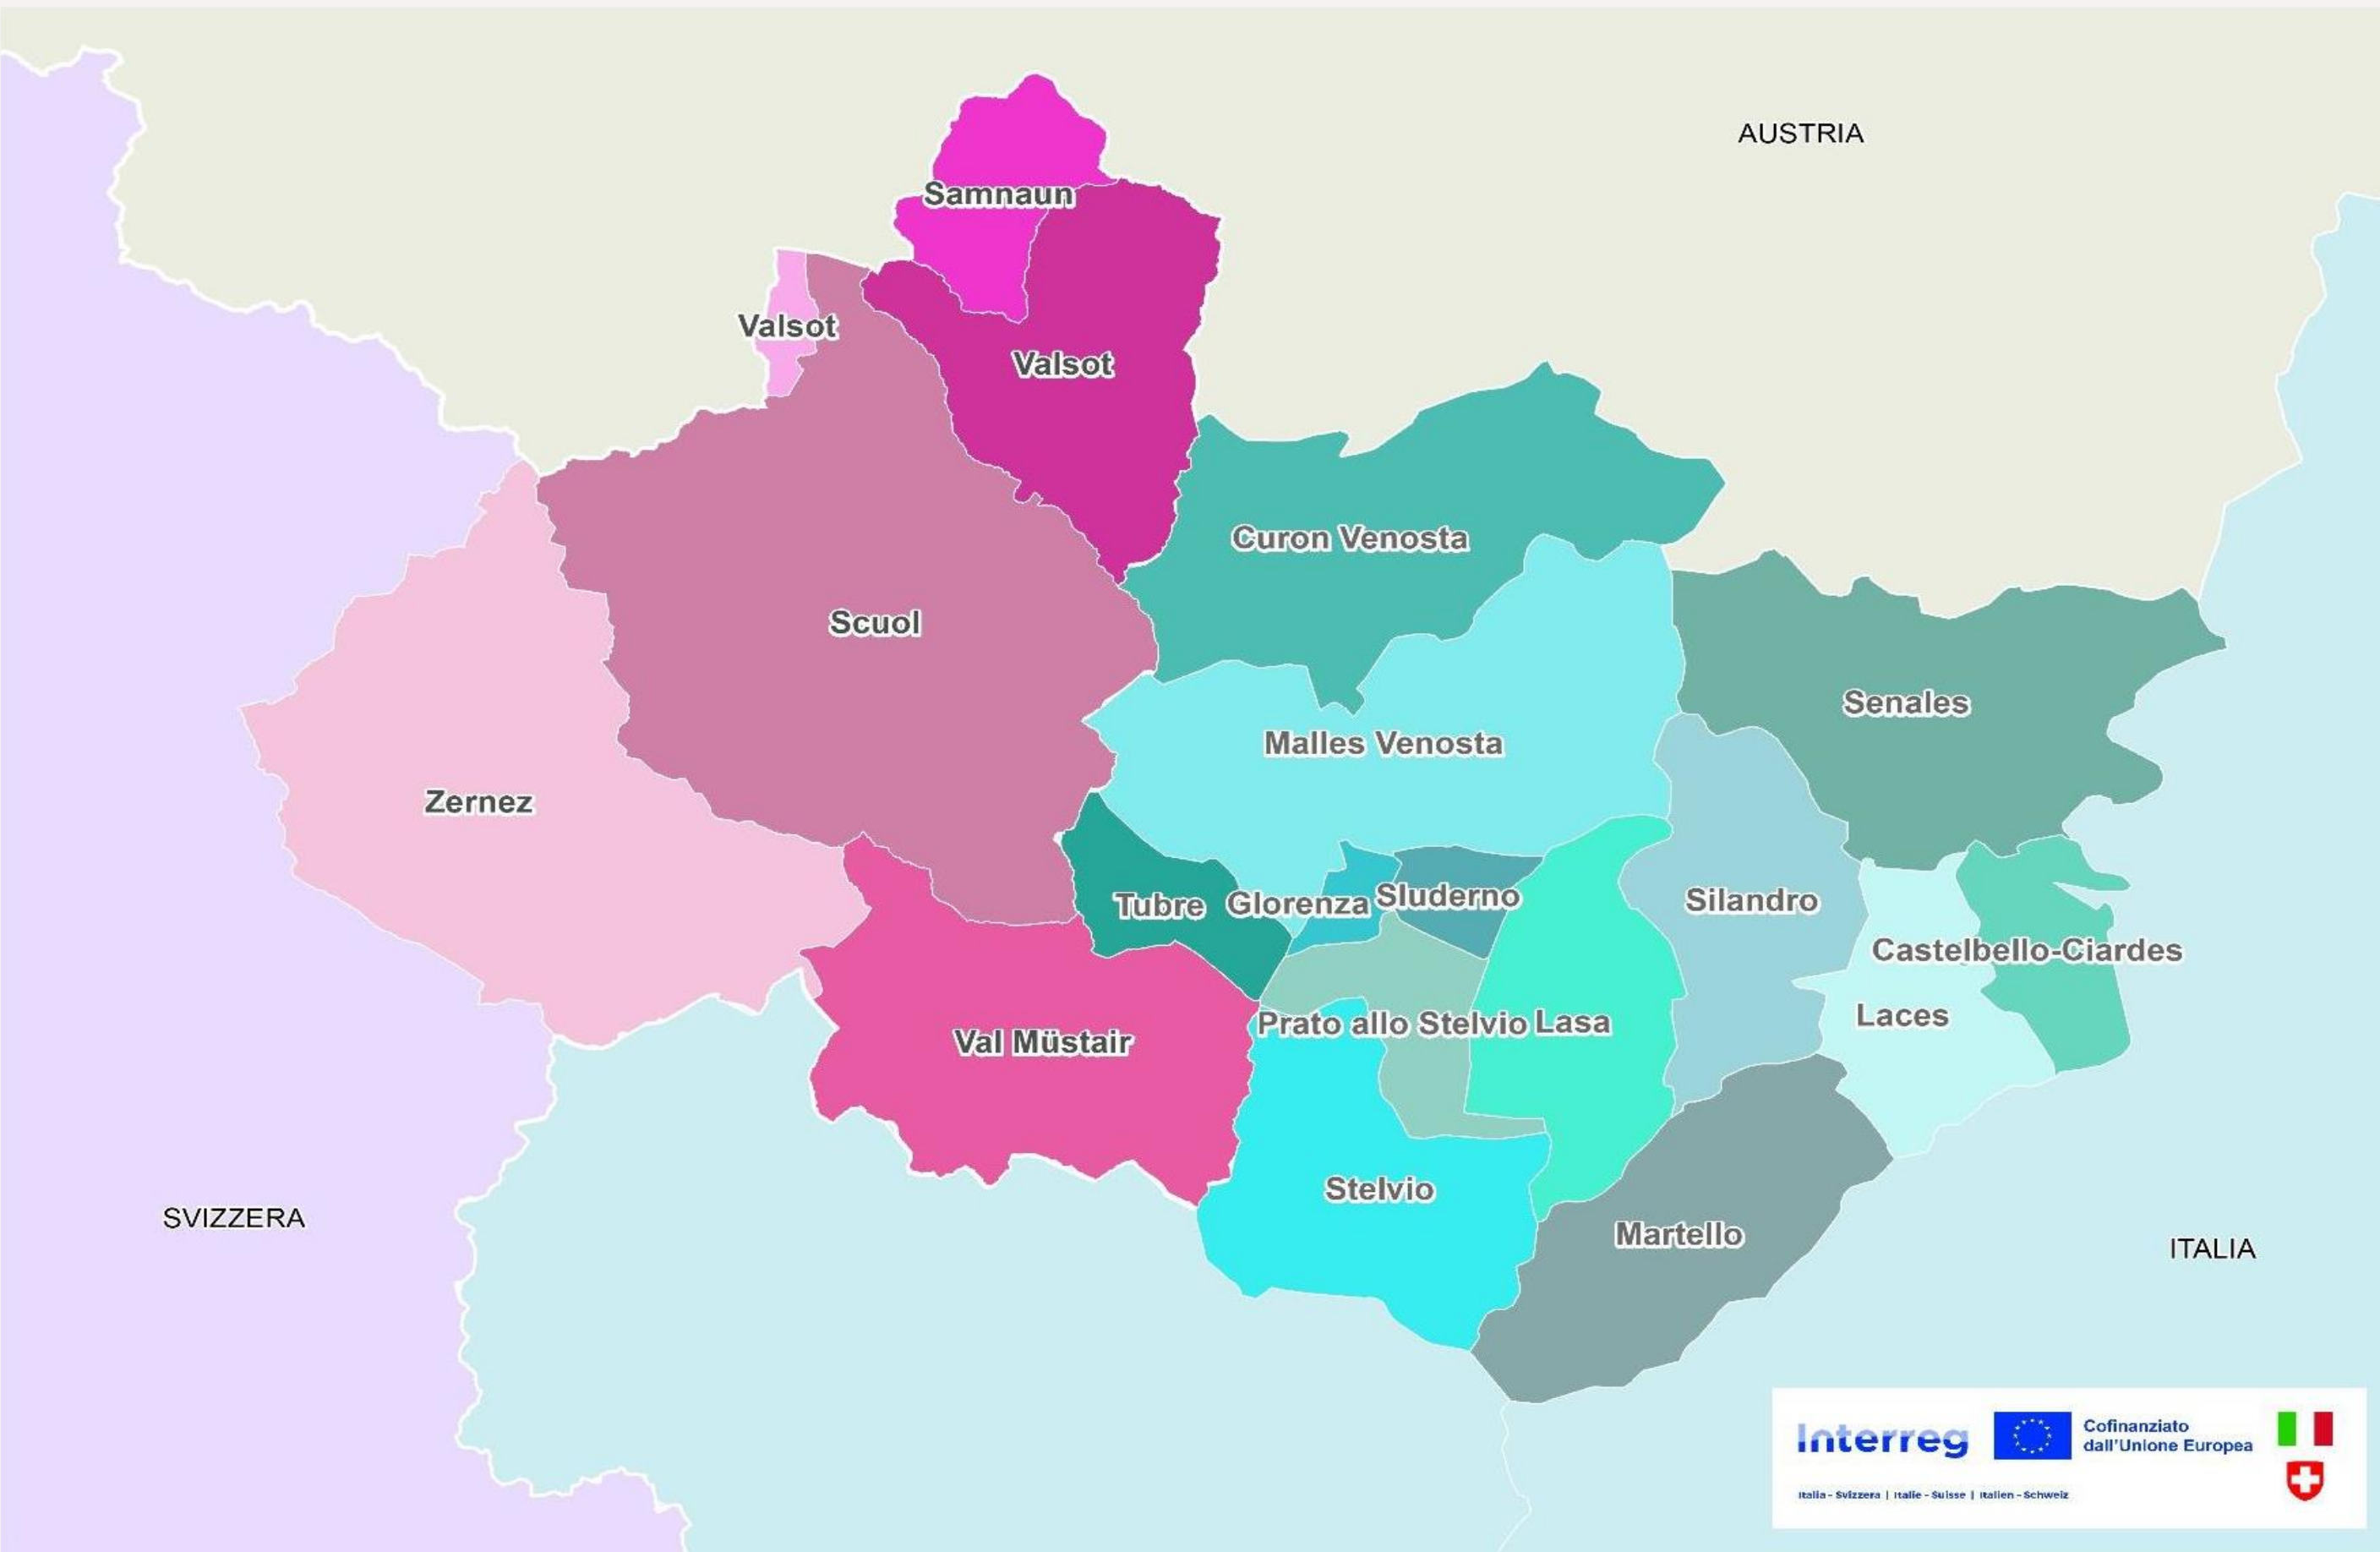 AUSTRIA
Samnaun
Valsot
Valsot
Curon Venosta
Scuol
Senales
Malles Venosta
Zernez
Tubre
Glorenza
Sluderno
Silandro
Castelbello-Ciardes
Laces
Prato allo Stelvio
Lasa
Val Müstair
Stelvio
SVIZZERA
Martello
ITALIA
Interreg
Cofinanziato
dall'Unione Europea
Italia - Svizzera | Italie - Suisse | Italien - Schweiz